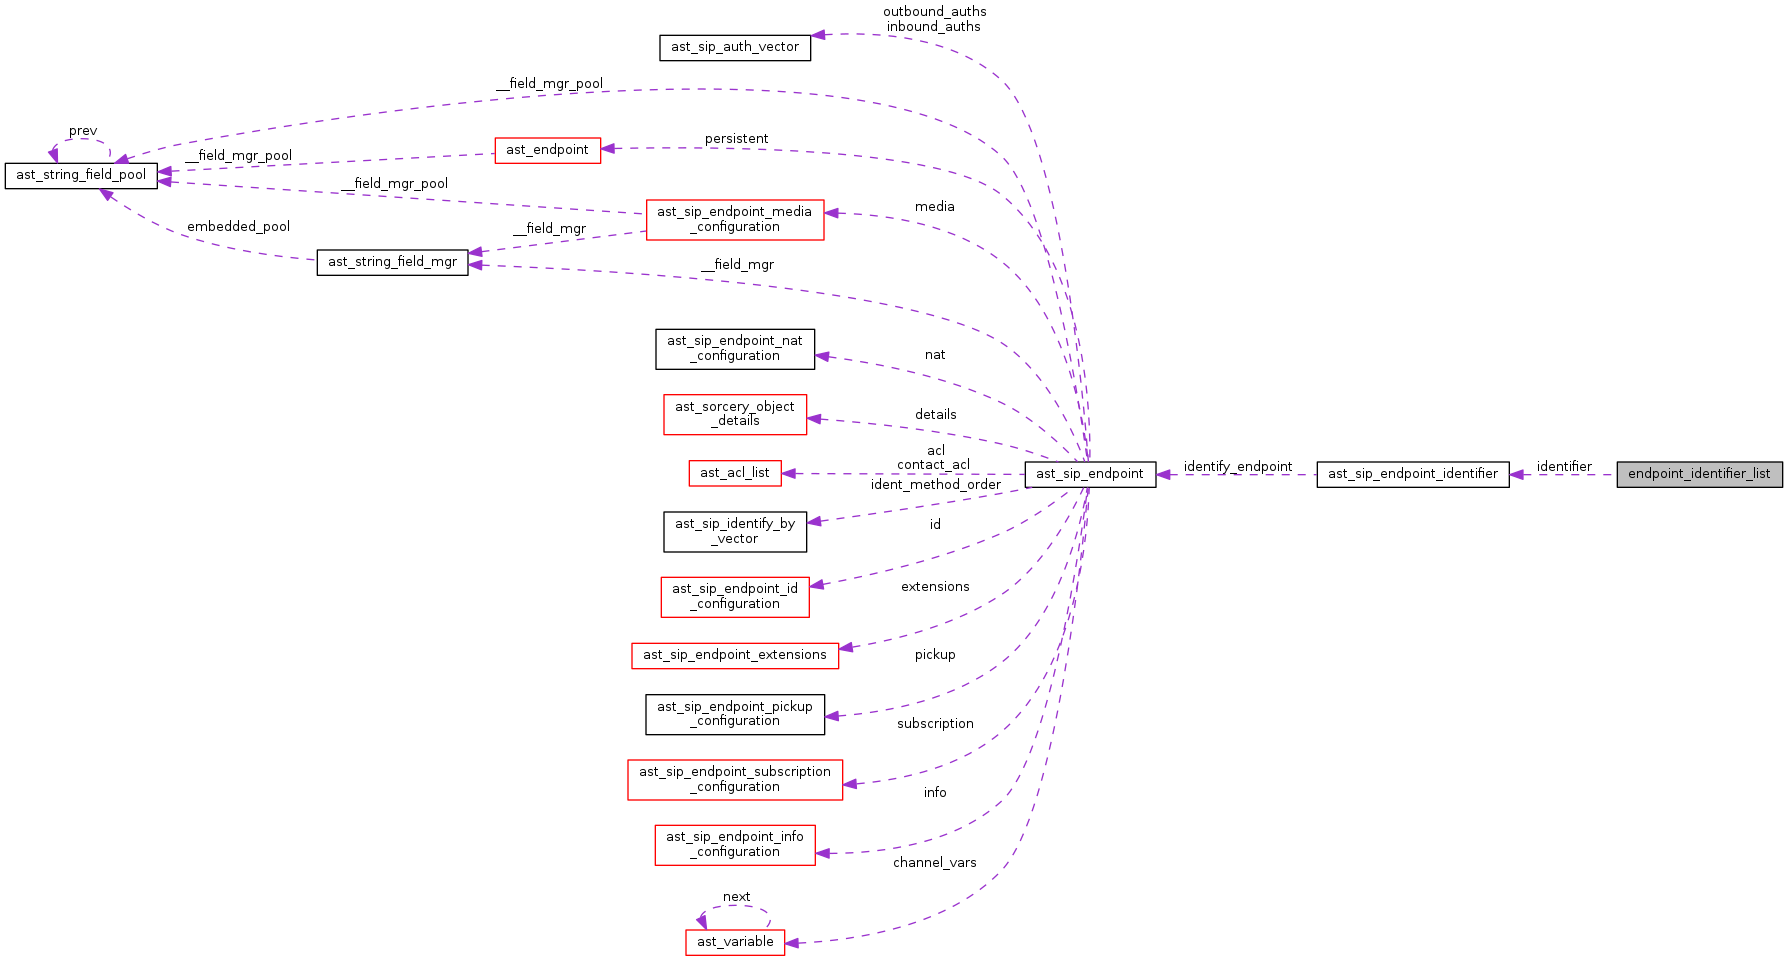 outbound_auths
inbound_auths
ast_sip_auth_vector
__field_mgr_pool
prev
persistent
ast_endpoint
__field_mgr_pool
ast_string_field_pool
__field_mgr_pool
media
ast_sip_endpoint_media
_configuration
embedded_pool
__field_mgr
ast_string_field_mgr
__field_mgr
ast_sip_endpoint_nat
_configuration
nat
ast_sorcery_object
_details
details
acl
contact_acl
ast_acl_list
ast_sip_endpoint
identify_endpoint
ast_sip_endpoint_identifier
identifier
endpoint_identifier_list
ident_method_order
ast_sip_identify_by
_vector
id
ast_sip_endpoint_id
_configuration
extensions
ast_sip_endpoint_extensions
pickup
ast_sip_endpoint_pickup
_configuration
subscription
ast_sip_endpoint_subscription
_configuration
info
ast_sip_endpoint_info
_configuration
channel_vars
next
ast_variable